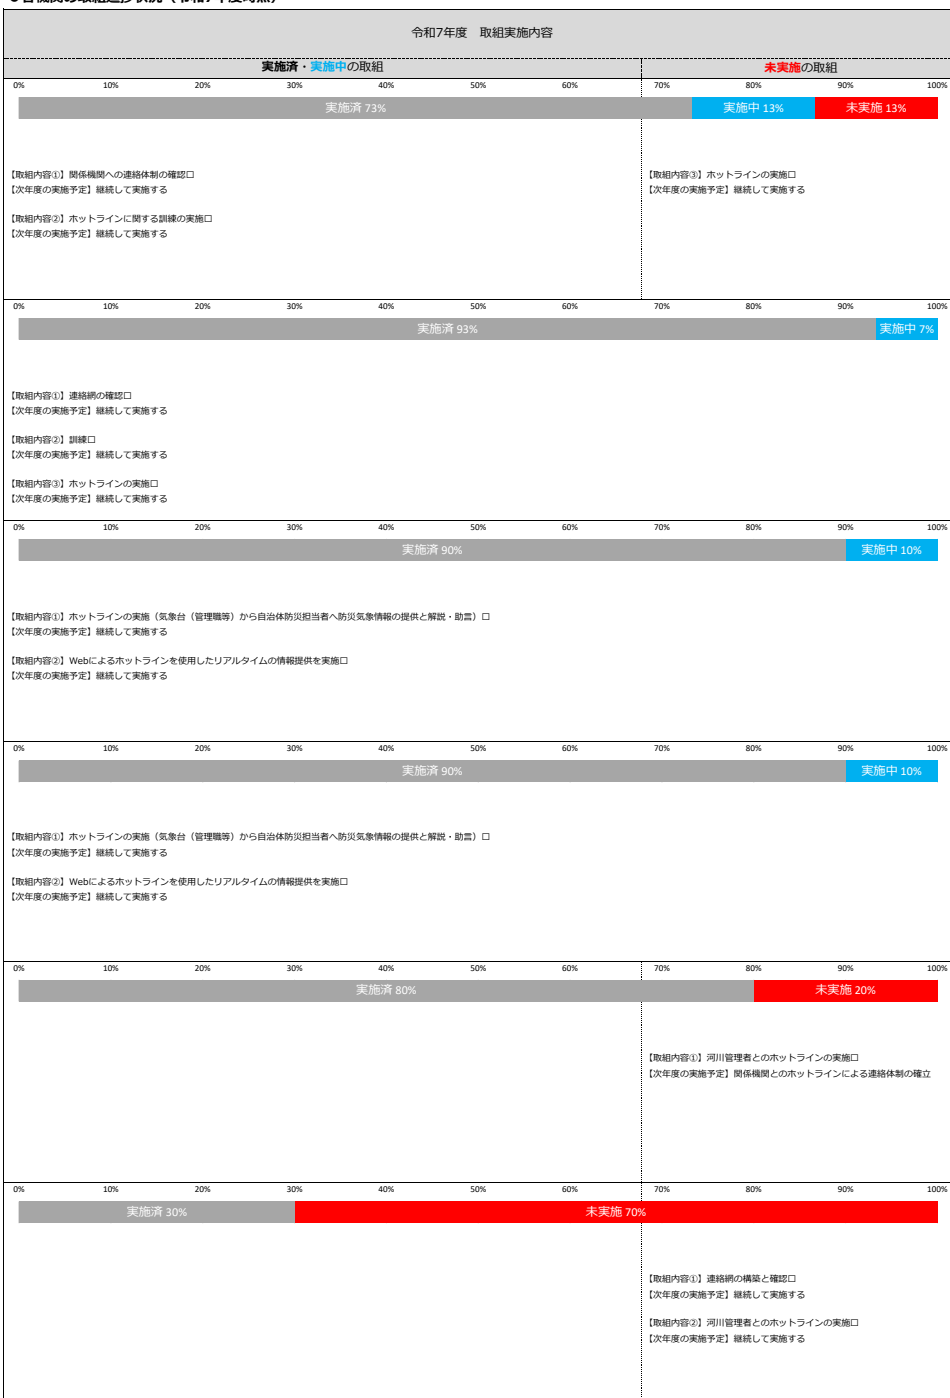 令和7年度　取組実施内容
実施済・実施中の取組
未実施の取組
0% 10% 20% 30% 40% 50% 60% 70% 80% 90% 100%
実施済 73% 実施中 13% 未実施 13%
【取組内容①】関係機関への連絡体制の確認口
【次年度の実施予定】継続して実施する
【取組内容②】ホットラインに関する訓練の実施口
【次年度の実施予定】継続して実施する
【取組内容③】ホットラインの実施口
【次年度の実施予定】継続して実施する
0% 10% 20% 30% 40% 50% 60% 70% 80% 90% 100%
実施済 93% 実施中 7%
【取組内容①】連絡網の確認口
【次年度の実施予定】継続して実施する
【取組内容②】訓練口
【次年度の実施予定】継続して実施する
【取組内容③】ホットラインの実施口
【次年度の実施予定】継続して実施する
0% 10% 20% 30% 40% 50% 60% 70% 80% 90% 100%
実施済 90% 実施中 10%
【取組内容①】ホットラインの実施（気象台（管理職等）から自治体防災担当者へ防災気象情報の提供と解説・助言）口
【次年度の実施予定】継続して実施する
【取組内容②】Webによるホットラインを使用したリアルタイムの情報提供を実施口
【次年度の実施予定】継続して実施する
0% 10% 20% 30% 40% 50% 60% 70% 80% 90% 100%
実施済 90% 実施中 10%
【取組内容①】ホットラインの実施（気象台（管理職等）から自治体防災担当者へ防災気象情報の提供と解説・助言）口
【次年度の実施予定】継続して実施する
【取組内容②】Webによるホットラインを使用したリアルタイムの情報提供を実施口
【次年度の実施予定】継続して実施する
0% 10% 20% 30% 40% 50% 60% 70% 80% 90% 100%
実施済 80% 未実施 20%
【取組内容①】河川管理者とのホットラインの実施口
【次年度の実施予定】関係機関とのホットラインによる連絡体制の確立
0% 10% 20% 30% 40% 50% 60% 70% 80% 90% 100%
実施済 30% 未実施 70%
【取組内容①】連絡網の構築と確認口
【次年度の実施予定】継続して実施する
【取組内容②】河川管理者とのホットラインの実施口
【次年度の実施予定】継続して実施する